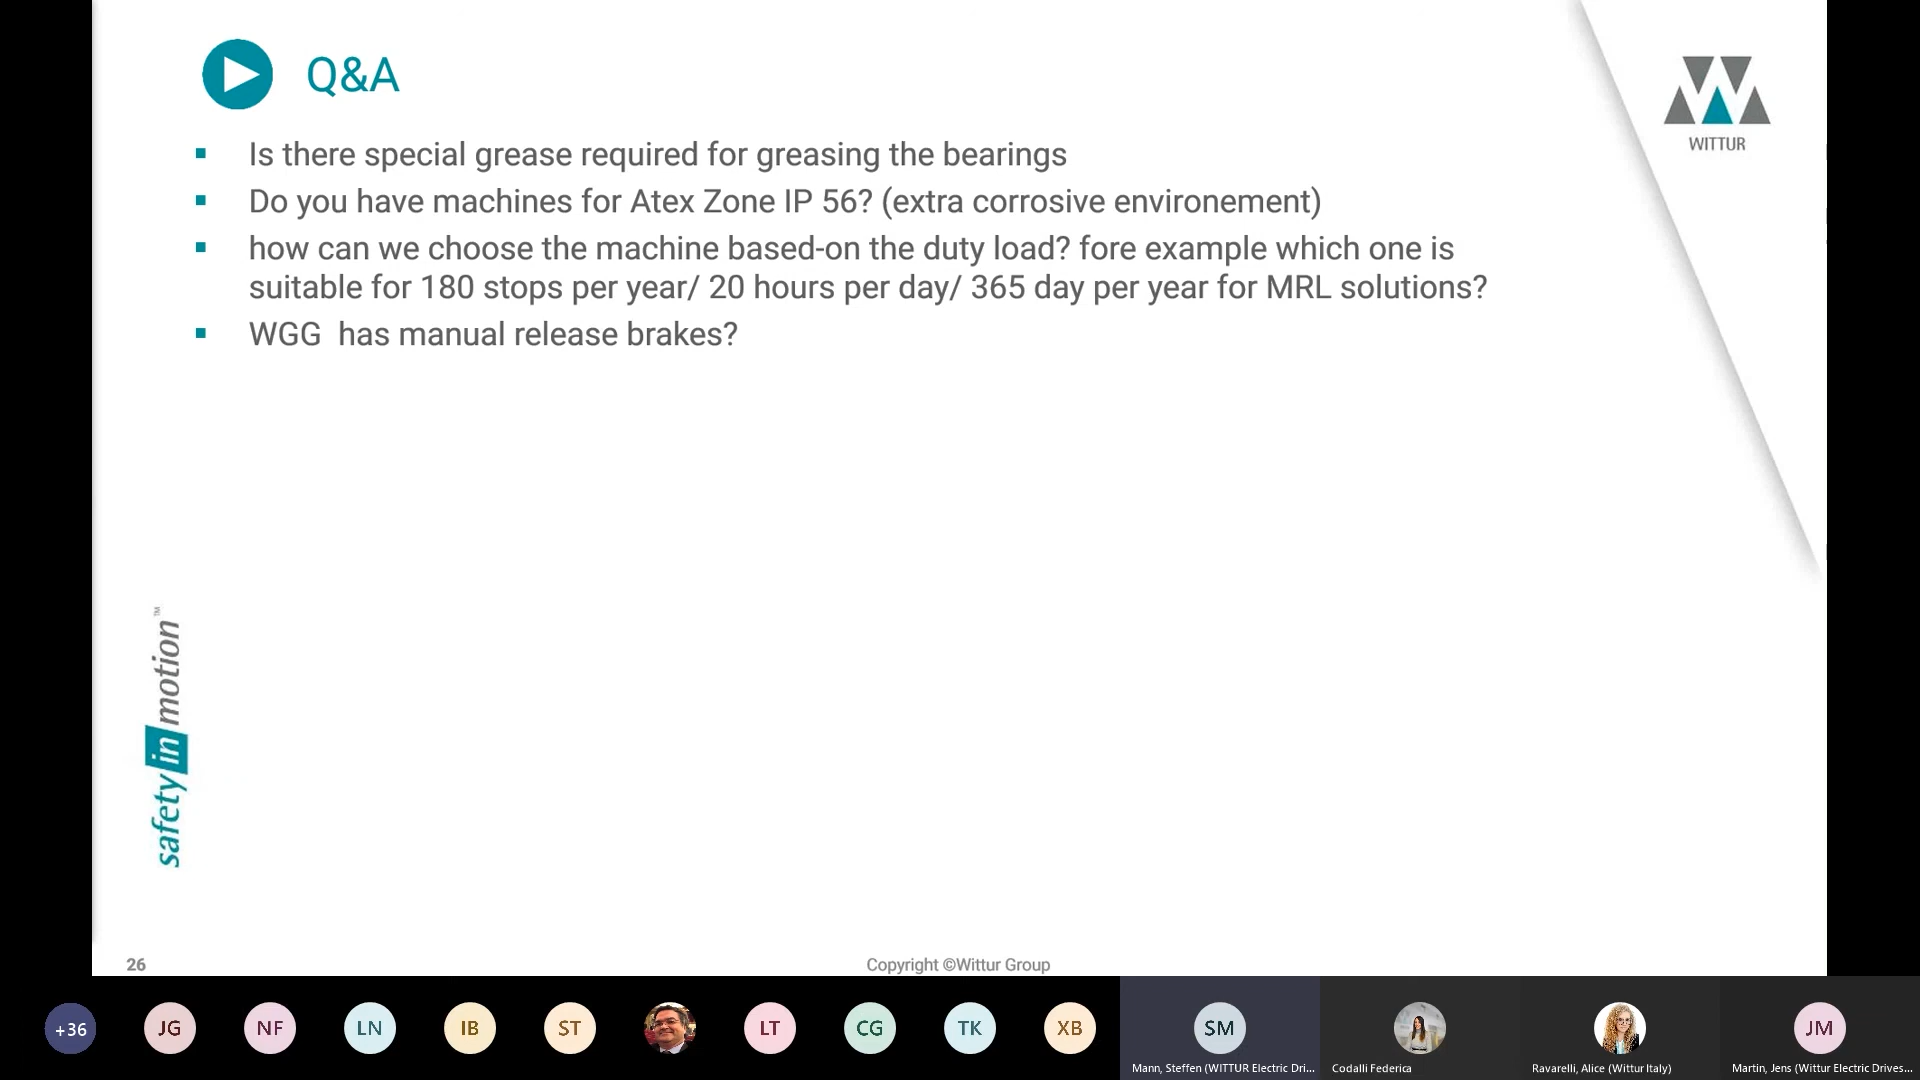 Q&A
WITTUR
Is there special grease required for greasing the bearings
Do you have machines for Atex Zone IP 56? (extra corrosive environement)
how can we choose the machine based-on the duty load? fore example which one is
suitable for 180 stops per year/ 20 hours per day/ 365 day per year for MRL solutions?
WGG has manual release brakes?
safety in motion™
26
Copyright ©Wittur Group
+36
JG
NF
LN
IB
ST
LT
CG
TK
XB
SM
JM
Mann, Steffen (WITTUR Electric Dri...
Codalli Federica
Ravarelli, Alice (Wittur Italy)
Martin, Jens (Wittur Electric Drives...